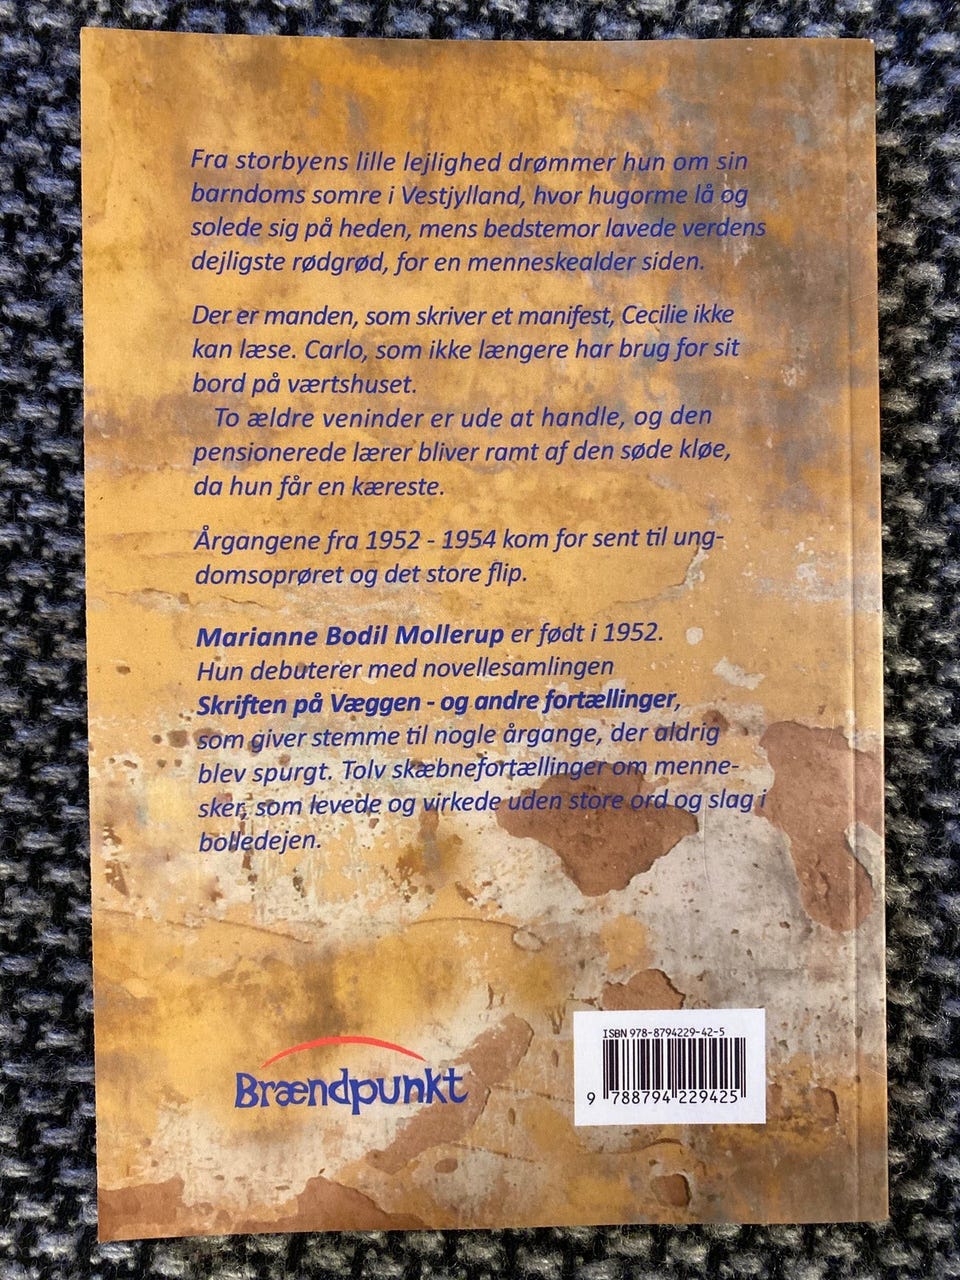 Fra storbyens lille lejlighed drømmer hun om sin
barndoms somre i Vestjylland, hvor hugorme lå og
solede sig på heden, mens bedstemor lavede verdens
dejligste rødgrød, for en menneskealder siden.
Der er manden, som skriver et manifest, Cecilie ikke
kan læse. Carlo, som ikke længere har brug for sit
bord på værtshuset.
To ældre veninder er ude at handle, og den
pensionerede lærer bliver ramt af den søde kløe,
da hun får en kæreste.
Årgangene fra 1952 - 1954 kom for sent til ung-
domsoprøret og det store flip.
Marianne Bodil Mollerup er født i 1952.
Hun debuterer med novellesamlingen
Skriften på Væggen - og andre fortællinger,
som giver stemme til nogle årgange, der aldrig
blev spurgt. Tolv skæbnefortællinger om menne-
sker, som levede og virkede uden store ord og slag i
bolledejen.
Brændpunkt
ISBN 978-8794229-42-5
9 788794 229425